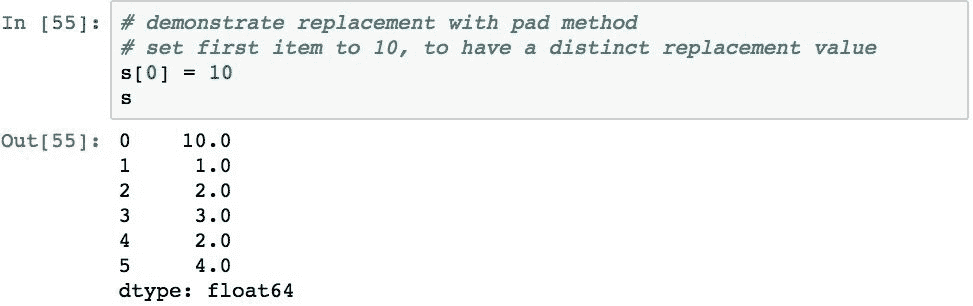 In [55]: # demonstrate replacement with pad method
# set first item to 10, to have a distinct replacement value
s[0] = 10
s
Out[55]: 0    10.0
1     1.0
2     2.0
3     3.0
4     2.0
5     4.0
dtype: float64